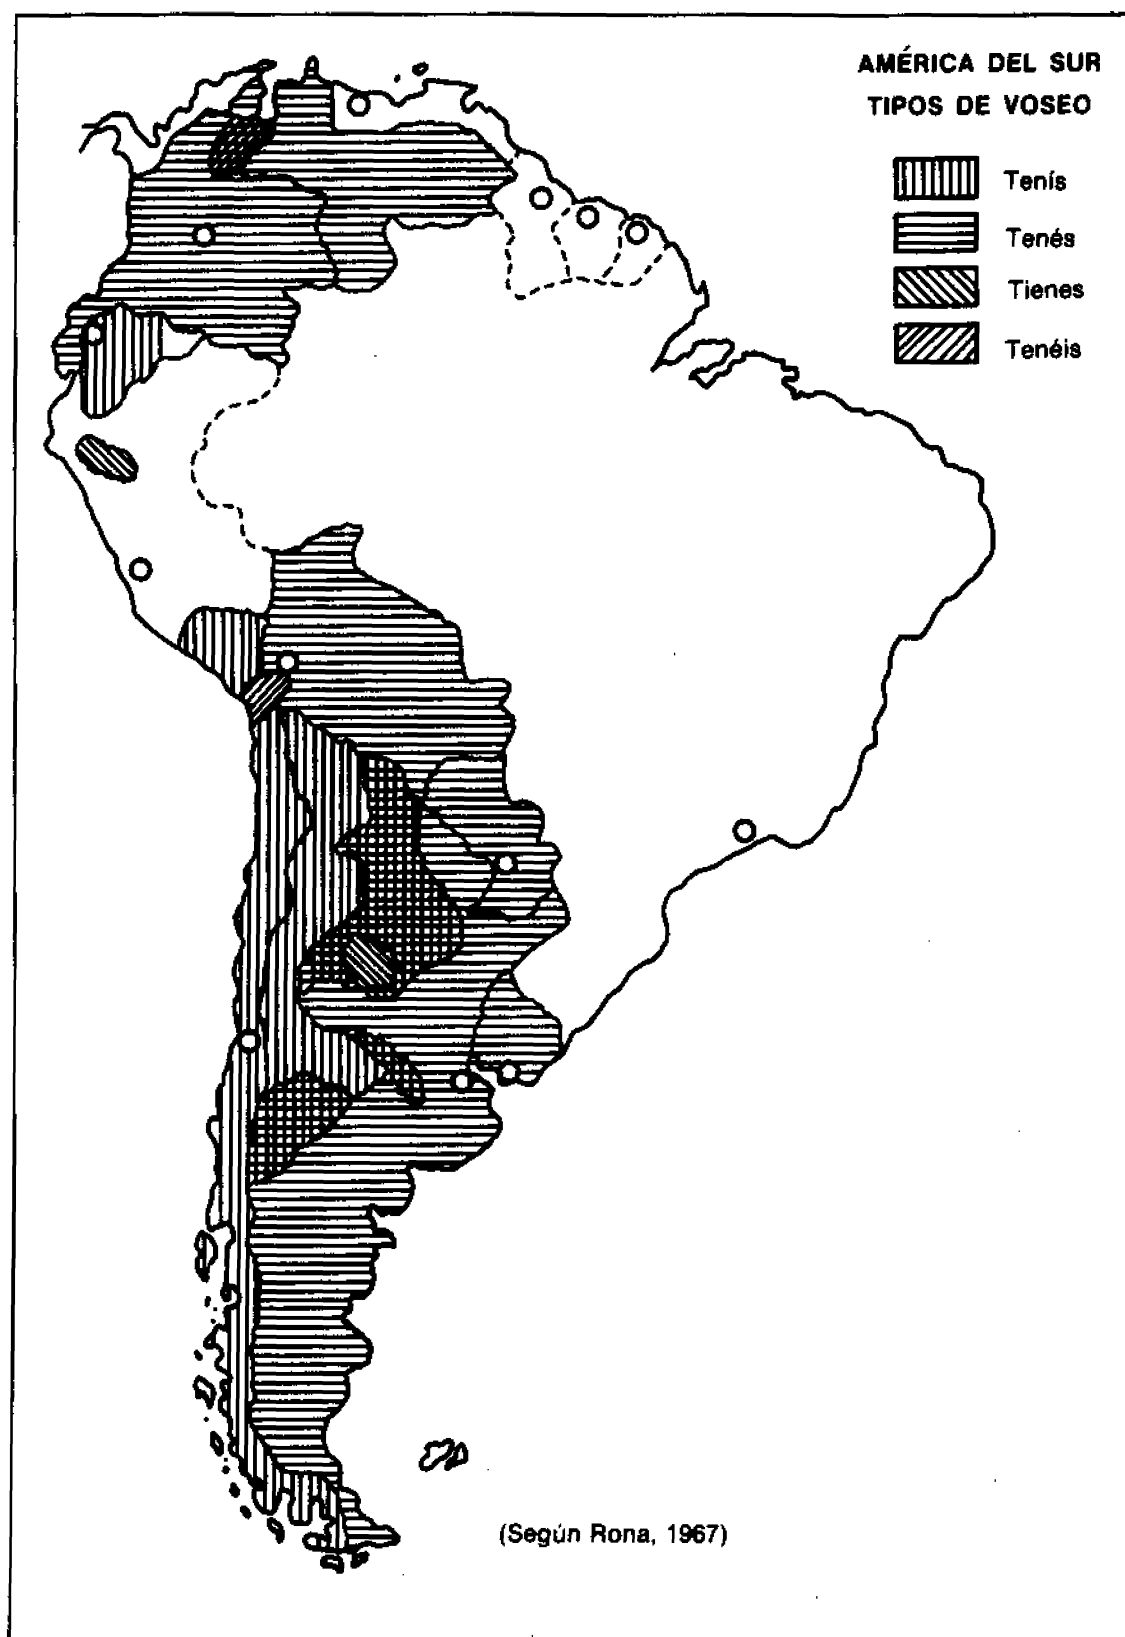 AMÉRICA DEL SUR
TIPOS DE VOSEO
Tenís
Tenés
Tienes
Tenéis
(Según Rona, 1967)